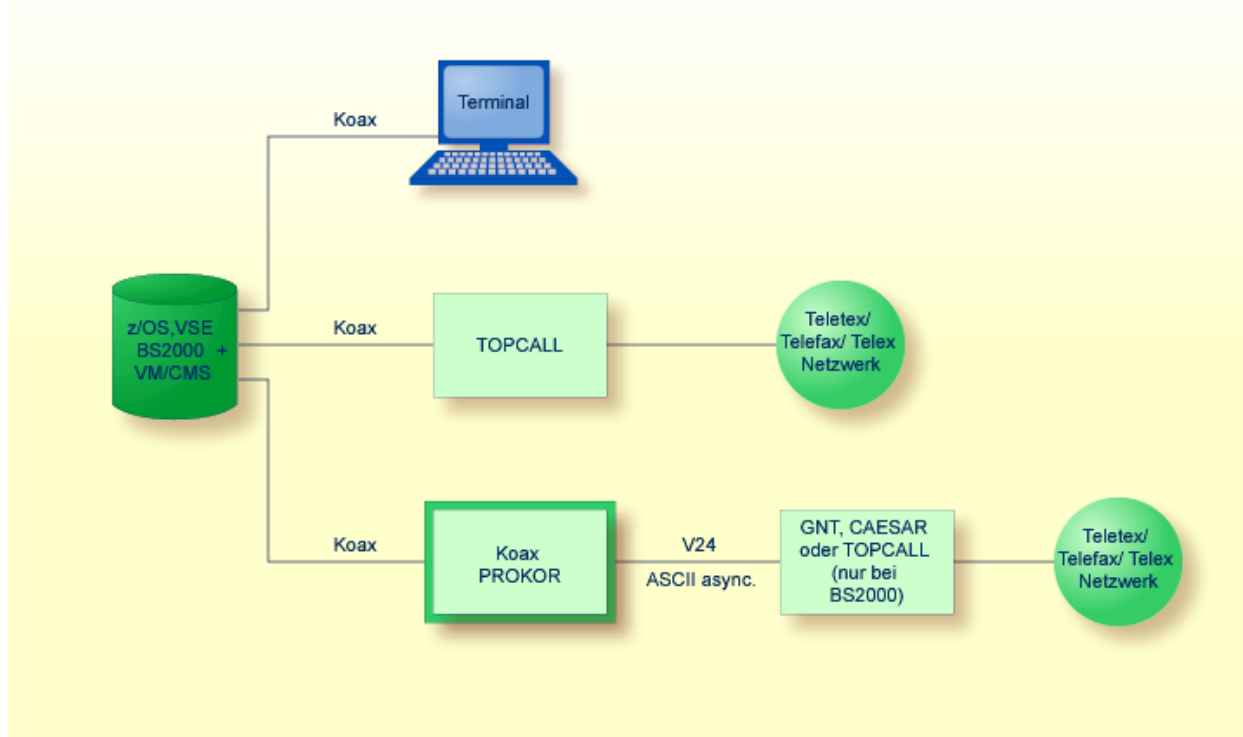 Terminal
Koax
z/OS,VSE
BS2000 +
VM/CMS
Koax
TOPCALL
Teletex/
Telefax/ Telex
Netzwerk
Koax
Koax
PROKOR
V24
ASCII async.
GNT, CAESAR
oder TOPCALL
(nur bei
BS2000)
Teletex/
Telefax/ Telex
Netzwerk